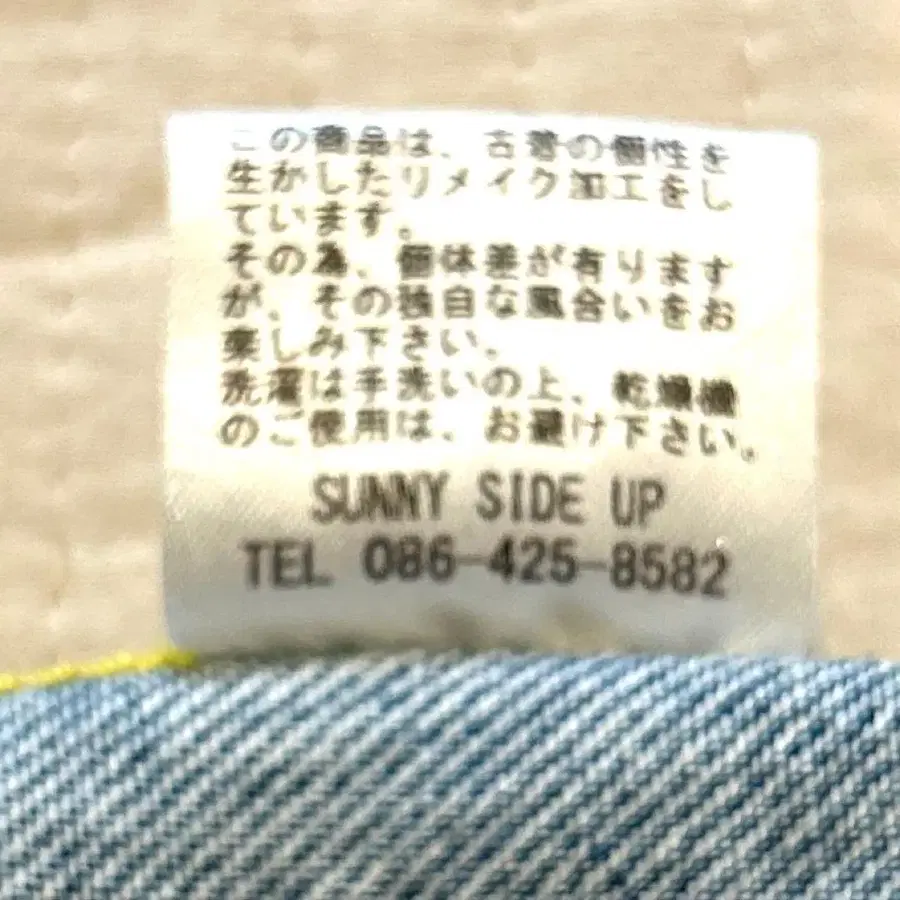 この商品は、古着の個性を
生かしたリメイク加工をし
ています。
その為、個体差が有ります
が、その独自な風合いをお
楽しみ下さい。
洗濯は手洗いの上、乾燥機
のご使用は、お避け下さい。
SUNNY SIDE UP
TEL 086-425-8582